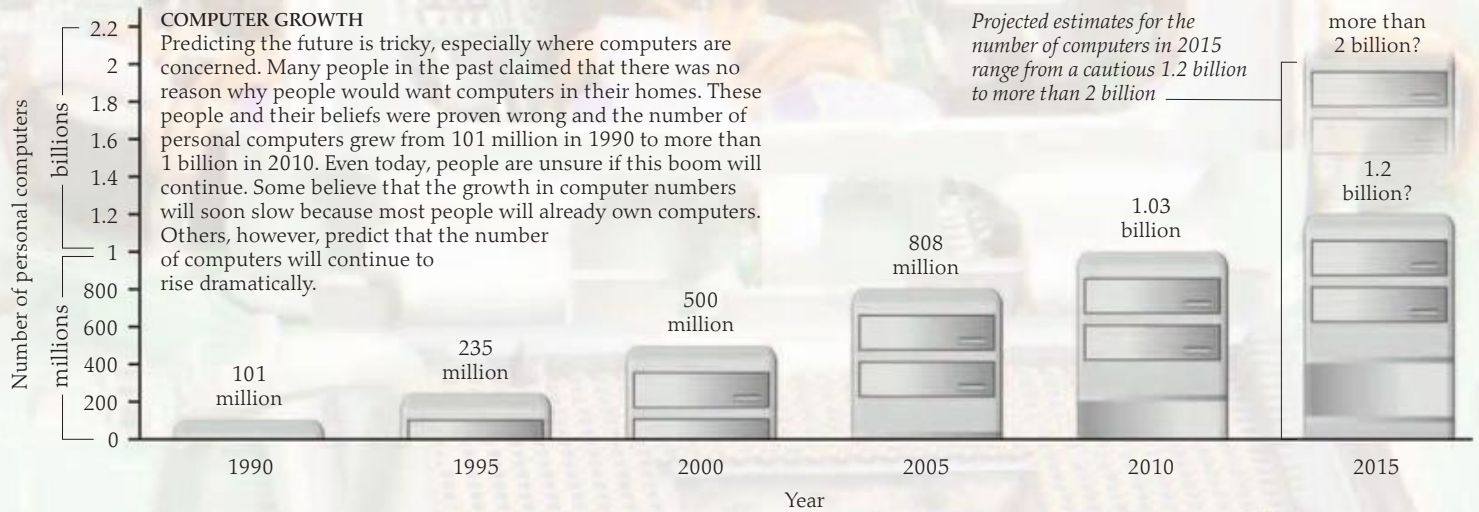 COMPUTER GROWTH
Predicting the future is tricky, especially where computers are
concerned. Many people in the past claimed that there was no
reason why people would want computers in their homes. These
people and their beliefs were proven wrong and the number of
personal computers grew from 101 million in 1990 to more than
1 billion in 2010. Even today, people are unsure if this boom will
continue. Some believe that the growth in computer numbers
will soon slow because most people will already own computers.
Others, however, predict that the number
of computers will continue to
rise dramatically.
Projected estimates for the
number of computers in 2015
range from a cautious 1.2 billion
to more than 2 billion
Number of personal computers
billions
millions
2.2
2
1.8
1.6
1.4
1.2
1
800
600
400
200
0
101
million
235
million
500
million
808
million
1.03
billion
more than
2 billion?
1.2
billion?
1990
1995
2000
2005
2010
2015
Year